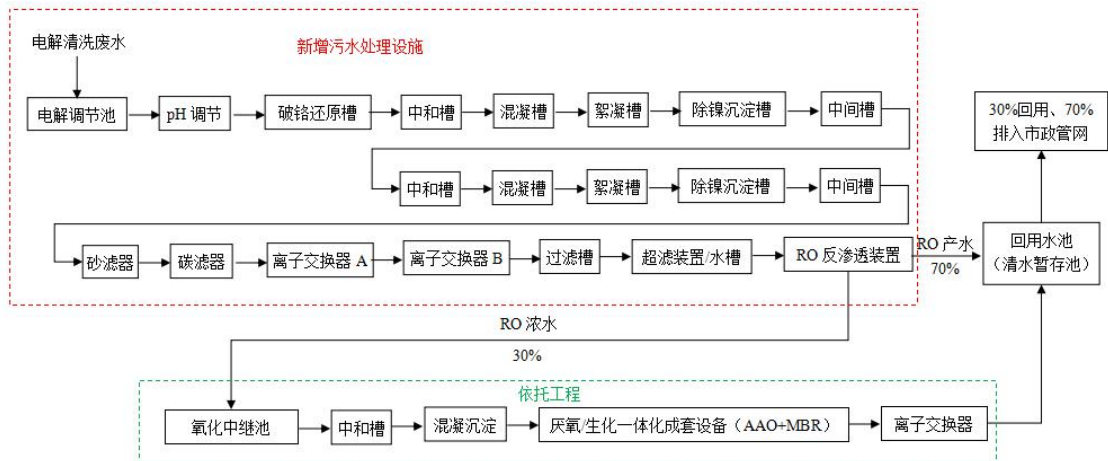 新增污水处理设施
电解清洗废水
电解调节池
pH 调节
破铬还原槽
中和槽
混凝槽
絮凝槽
除镍沉淀槽
中间槽
30%回用、70%
排入市政管网
中和槽
混凝槽
絮凝槽
除镍沉淀槽
中间槽
砂滤器
碳滤器
离子交换器 A
离子交换器 B
过滤槽
超滤装置/水槽
RO 反渗透装置
RO 产水
70%
回用水池
（清水暂存池）
RO 浓水
30%
依托工程
氧化中继池
中和槽
混凝沉淀
厌氧/生化一体化成套设备（AAO+MBR）
离子交换器